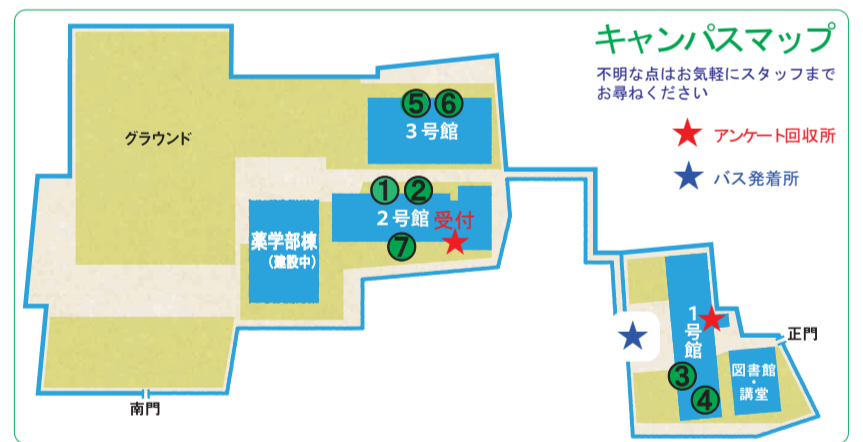 キャンパスマップ
不明な点はお気軽にスタッフまで
お尋ねください
★ アンケート回収所
★ バス発着所
グラウンド
⑤ ⑥
3号館
① ②
2号館 受付
⑦
薬学部棟
(建設中)
1号館
③
④
正門
図書館
・
講堂
南門